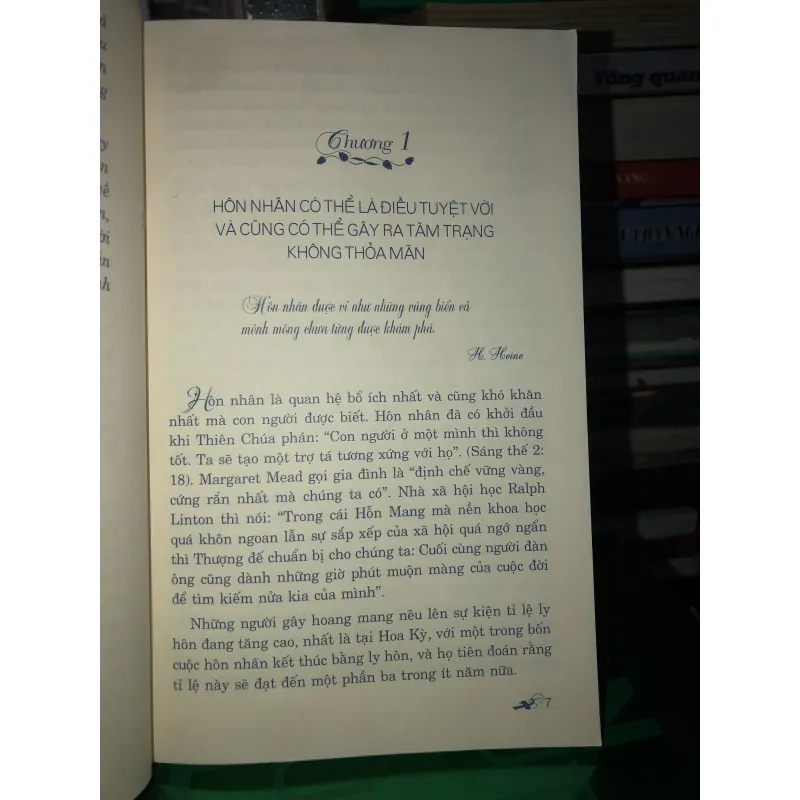 Chương 1
HÔN NHÂN CÓ THỂ LÀ ĐIỀU TUYỆT VỜI
VÀ CŨNG CÓ THỂ GÂY RA TÂM TRẠNG
KHÔNG THỎA MÃN
Hôn nhân được ví như những vùng biển cả
mênh mông chưa từng được khám phá.
H. Heine
Hôn nhân là quan hệ bổ ích nhất và cũng khó khăn
nhất mà con người được biết. Hôn nhân đã có khởi đầu
khi Thiên Chúa phán: “Con người ở một mình thì không
tốt. Ta sẽ tạo một trợ tá tương xứng với họ”. (Sáng thế 2:
18). Margaret Mead gọi gia đình là “định chế vững vàng,
cứng rắn nhất mà chúng ta có”. Nhà xã hội học Ralph
Linton thì nói: “Trong cái Hỗn Mang mà nền khoa học
quá khôn ngoan lẫn sự sắp xếp của xã hội quá ngớ ngẩn
thì Thượng đế chuẩn bị cho chúng ta: Cuối cùng người đàn
ông cũng dành những giờ phút muộn màng của cuộc đời
để tìm kiếm nửa kia của mình”.
Những người gây hoang mang nêu lên sự kiện tỉ lệ ly
hôn đang tăng cao, nhất là tại Hoa Kỳ, với một trong bốn
cuộc hôn nhân kết thúc bằng ly hôn, và họ tiên đoán rằng
tỉ lệ này sẽ đạt đến một phần ba trong ít năm nữa.
7
Tổng quan